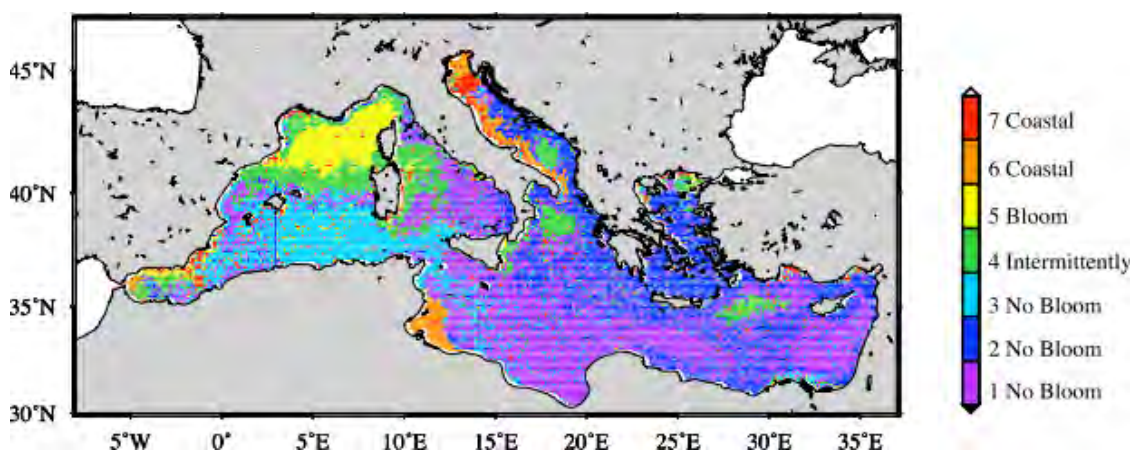 45°N
40°N
35°N
30°N
5°W 0° 5°E 10°E 15°E 20°E 25°E 30°E 35°E
7 Coastal
6 Coastal
5 Bloom
4 Intermittently
3 No Bloom
2 No Bloom
1 No Bloom